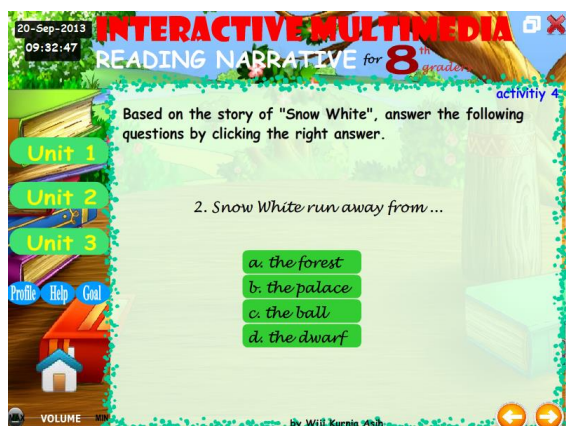 20-Sep-2013
09:32:47
INTERACTIVE MULTIMEDIA
READING NARRATIVE for 8th graders
activitiy 4
Based on the story of "Snow White", answer the following
questions by clicking the right answer.
Unit 1
Unit 2
Unit 3
Profile Help Goal
2. Snow White run away from ...
a. the forest
b. the palace
c. the ball
d. the dwarf
MAX VOLUME MIN
by Wiji Kurnia Asih